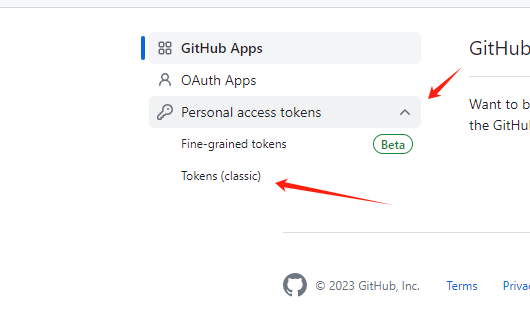 GitHub Apps
OAuth Apps
Personal access tokens
Fine-grained tokens Beta
Tokens (classic)
GitHub
Want to b
the GitHu
© 2023 GitHub, Inc. Terms Priva